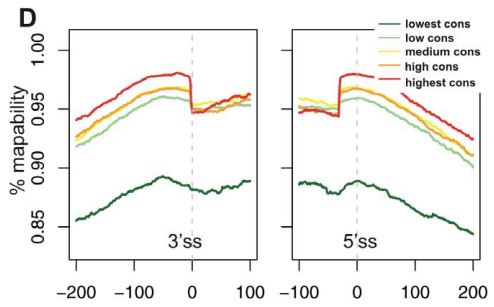 D
lowest cons
low cons
medium cons
high cons
highest cons
% mapability
1.00
0.95
0.90
0.85
3'ss
5'ss
−200 −100 0 100
−100 0 100 200